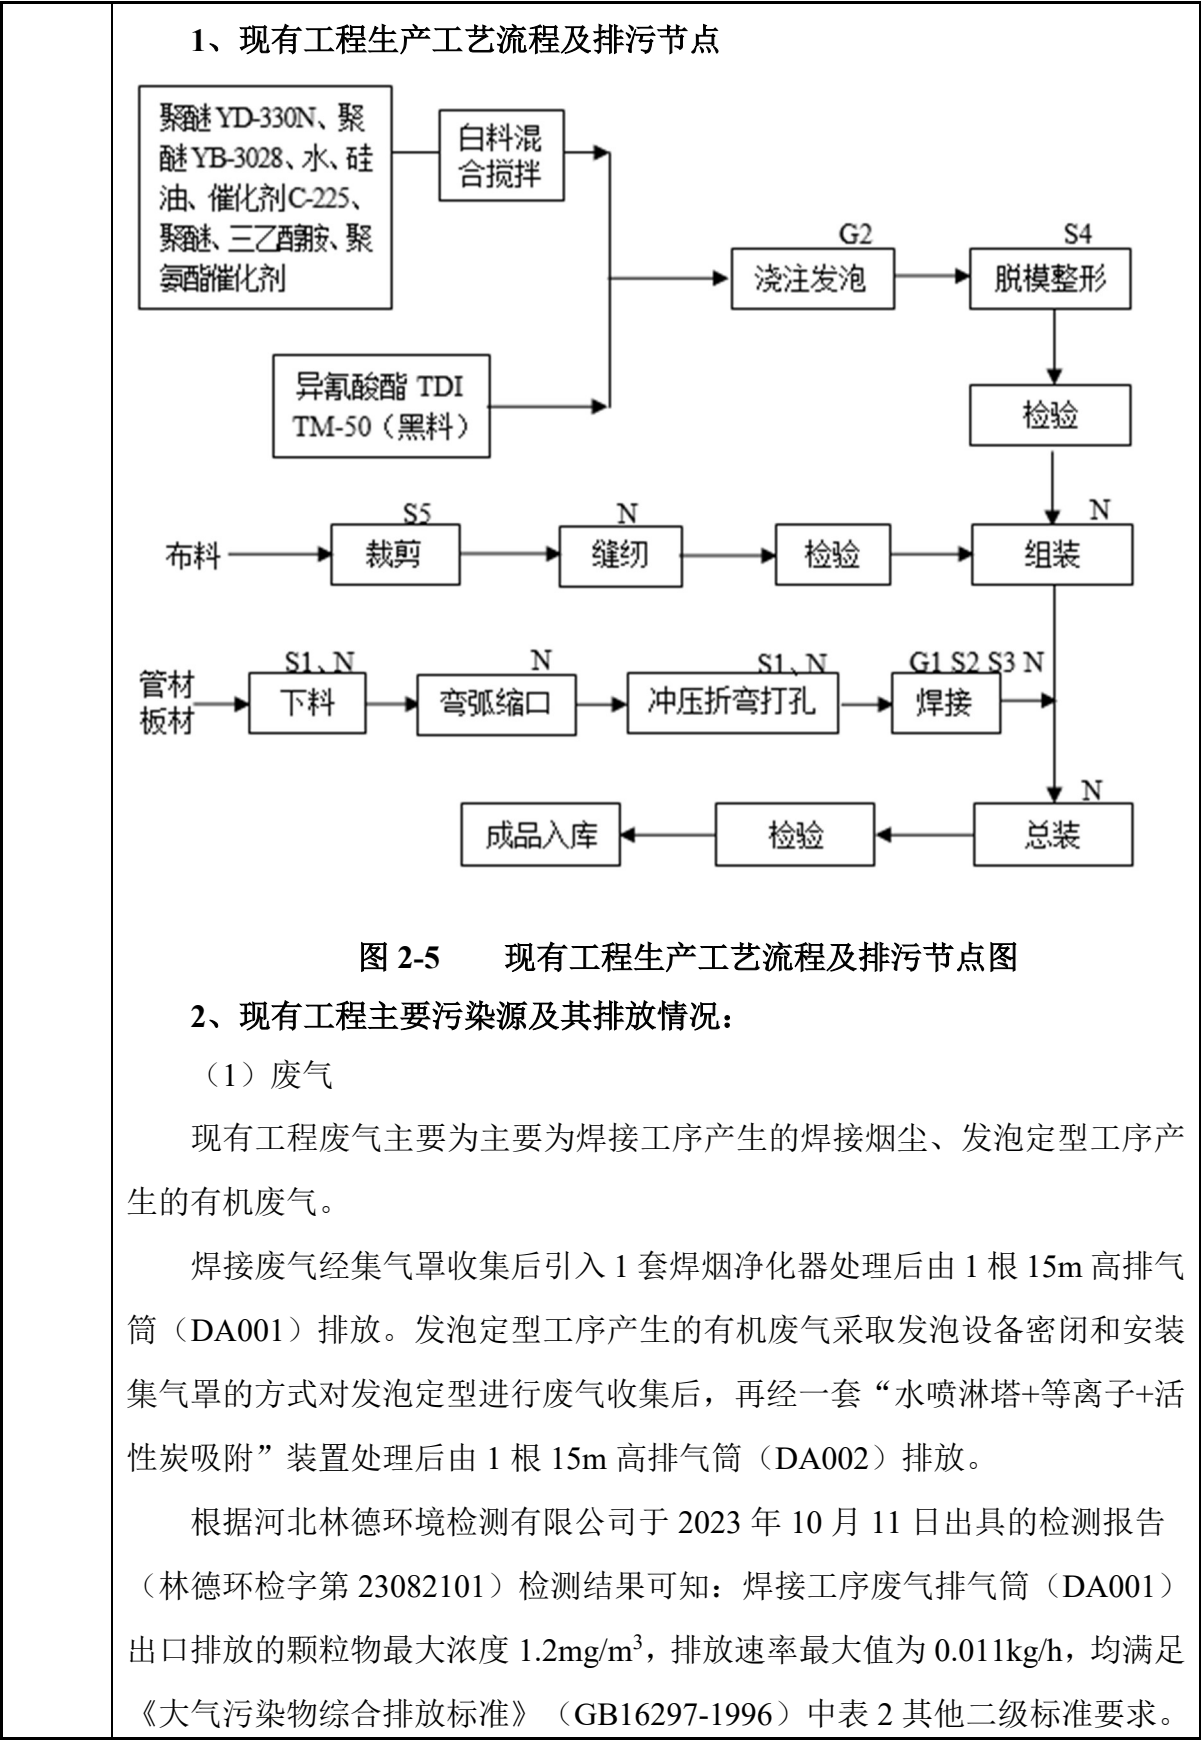 1、现有工程生产工艺流程及排污节点
聚醚 YD-330N、聚
醚 YB-3028、水、硅
油、催化剂C-225、
聚醚、三乙醇胺、聚
氨酯催化剂
白料混
合搅拌
G2
浇注发泡
S4
脱模整形
异氰酸酯 TDI
TM-50（黑料）
检验
布料
S5
裁剪
N
缝纫
检验
N
组装
管材
板材
S1、N
下料
N
弯弧缩口
S1、N
冲压折弯打孔
G1 S2 S3 N
焊接
N
总装
检验
成品入库
图 2-5 现有工程生产工艺流程及排污节点图
2、现有工程主要污染源及其排放情况：
（1）废气
现有工程废气主要为主要为焊接工序产生的焊接烟尘、发泡定型工序产
生的有机废气。
焊接废气经集气罩收集后引入 1 套焊烟净化器处理后由 1 根 15m 高排气
筒（DA001）排放。发泡定型工序产生的有机废气采取发泡设备密闭和安装
集气罩的方式对发泡定型进行废气收集后，再经一套“水喷淋塔+等离子+活
性炭吸附”装置处理后由 1 根 15m 高排气筒（DA002）排放。
根据河北林德环境检测有限公司于 2023 年 10 月 11 日出具的检测报告
（林德环检字第 23082101）检测结果可知：焊接工序废气排气筒（DA001）
出口排放的颗粒物最大浓度 1.2mg/m³，排放速率最大值为 0.011kg/h，均满足
《大气污染物综合排放标准》（GB16297-1996）中表 2 其他二级标准要求。